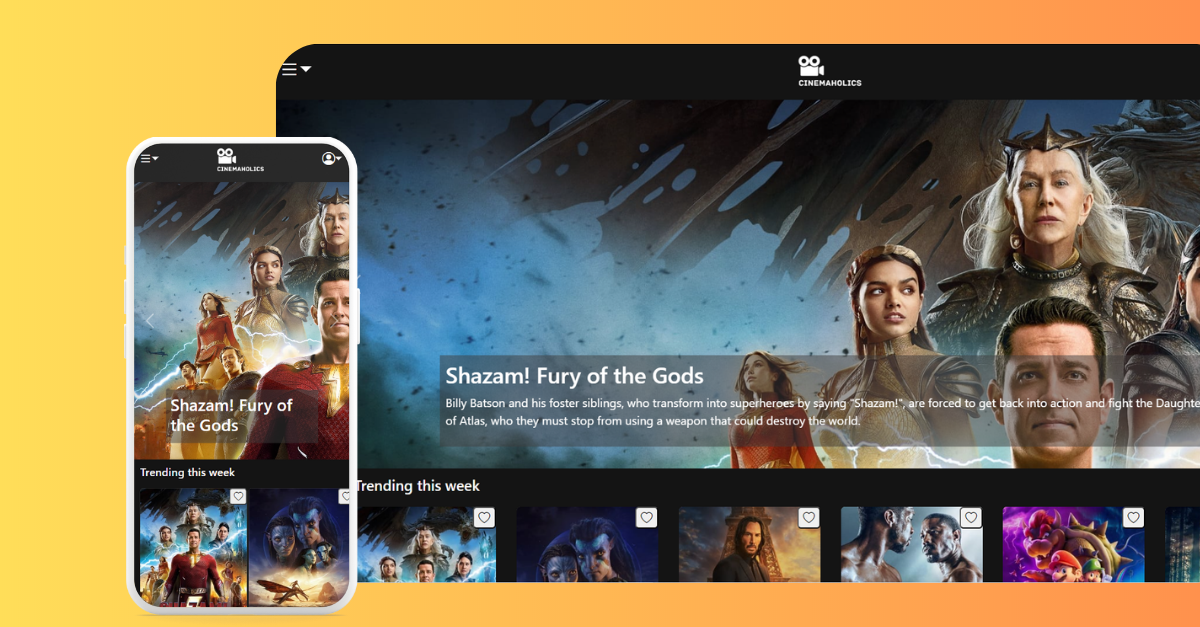 CINEMAHOLICS
Shazam! Fury of the Gods
Billy Batson and his foster siblings, who transform into superheroes by saying "Shazam!", are forced to get back into action and fight the Daughte
of Atlas, who they must stop from using a weapon that could destroy the world.
Trending this week
CINEMAHOLICS
Shazam! Fury of
the Gods
Trending this week